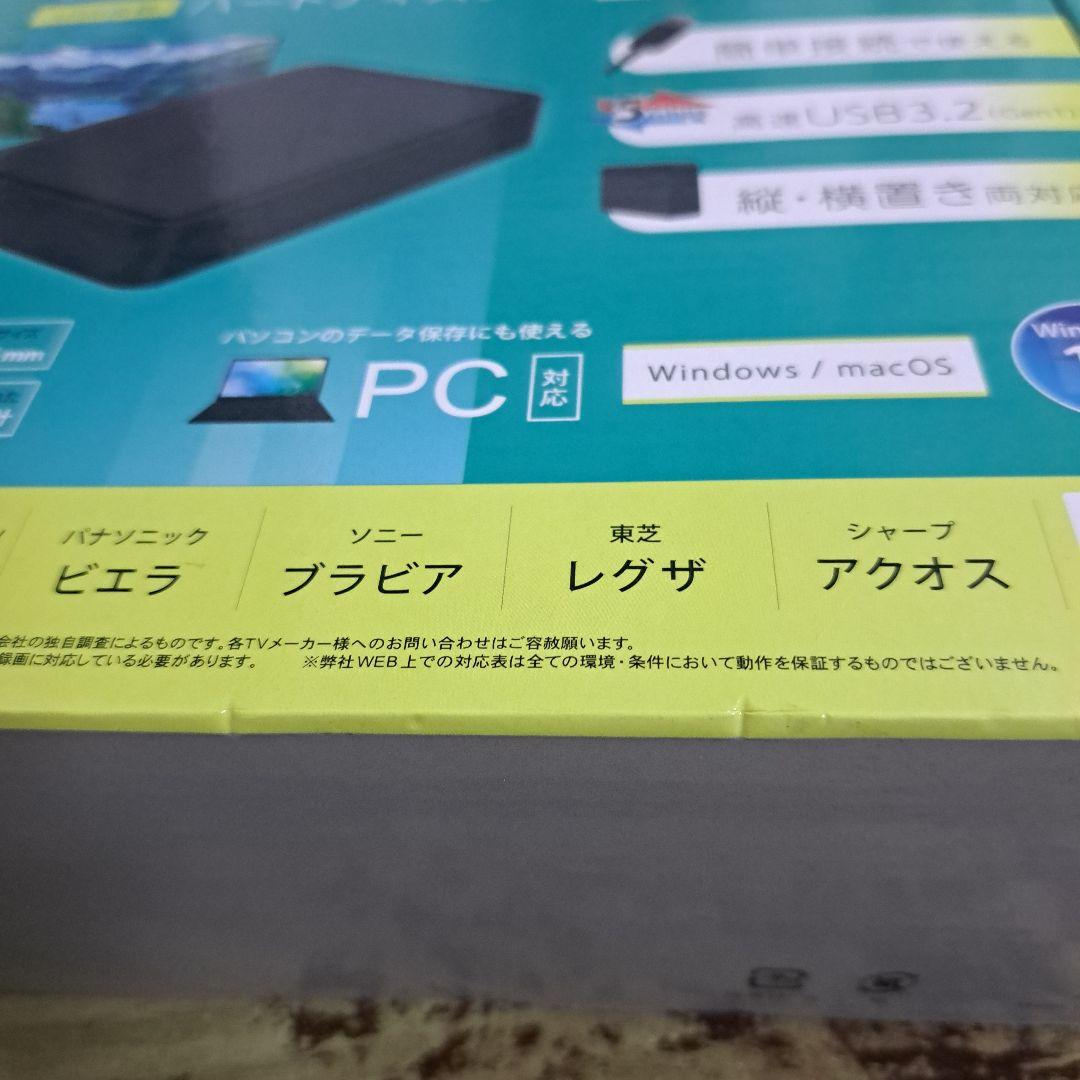 簡単接続で使える
高速USB3.2(Gen1)
縦・横置き両対応
サイズ
mm
パソコンのデータ保存にも使える
PC 対応
Windows / macOS
Win
パナソニック
ビエラ
ソニー
ブラビア
東芝
レグザ
シャープ
アクオス
会社の独自調査によるものです。各TVメーカー様へのお問い合わせはご容赦願います。
録画に対応している必要があります。 ※弊社WEB上での対応表は全ての環境・条件において動作を保証するものではございません。